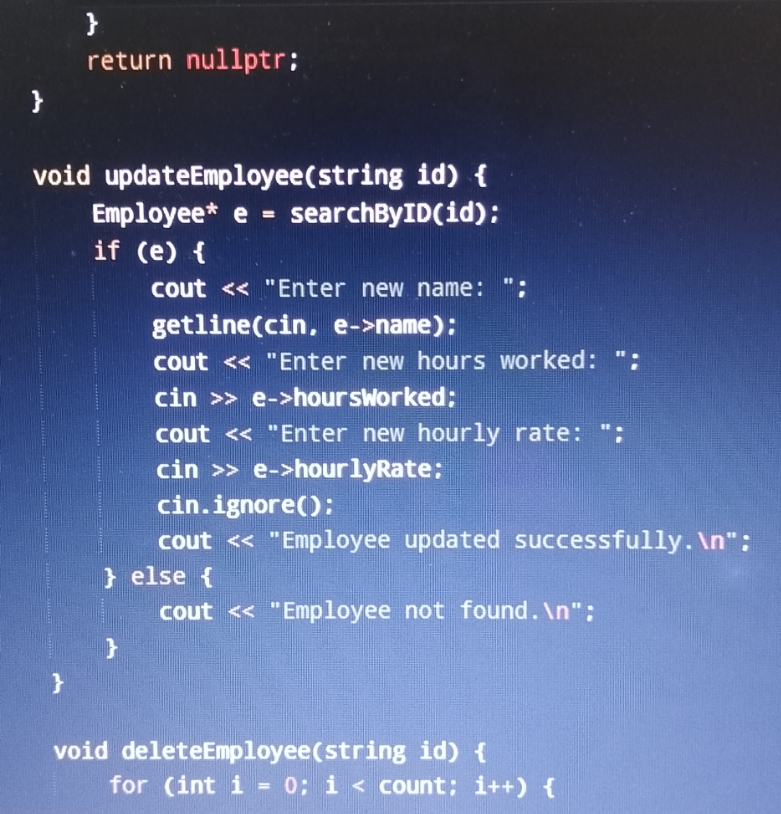 }
return nullptr;
}
void updateEmployee(string id) {
Employee* e = searchByID(id);
if (e) {
cout << "Enter new name: ";
getline(cin, e->name);
cout << "Enter new hours worked: ";
cin >> e->hoursWorked;
cout << "Enter new hourly rate: ";
cin >> e->hourlyRate;
cin.ignore();
cout << "Employee updated successfully.\n";
} else {
cout << "Employee not found.\n";
}
}
void deleteEmployee(string id) {
for (int i = 0; i < count; i++) {